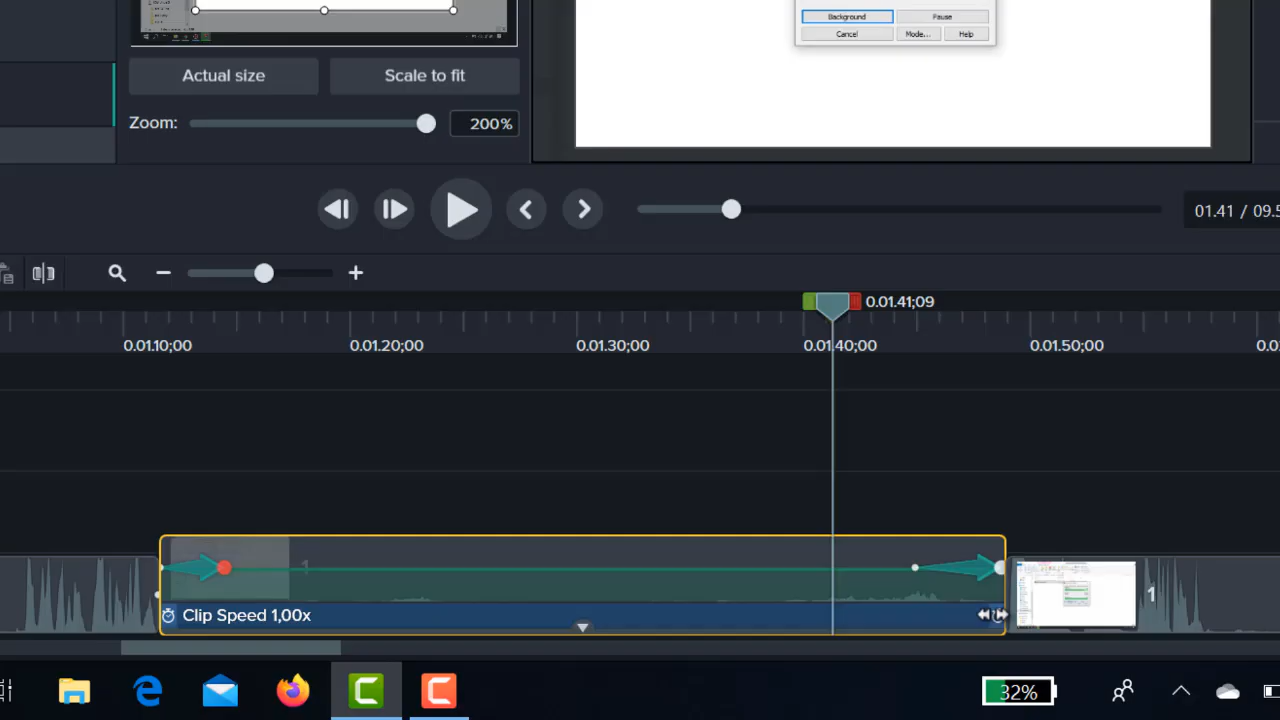 Background Pause
Cancel Mode... Help
Actual size Scale to fit
Zoom: 200%
01.41 / 09.5
0.01.41;09
0.01.10;00 0.01.20;00 0.01.30;00 0.01.40;00 0.01.50;00 0.0
1 1
Clip Speed 1,00x
32%